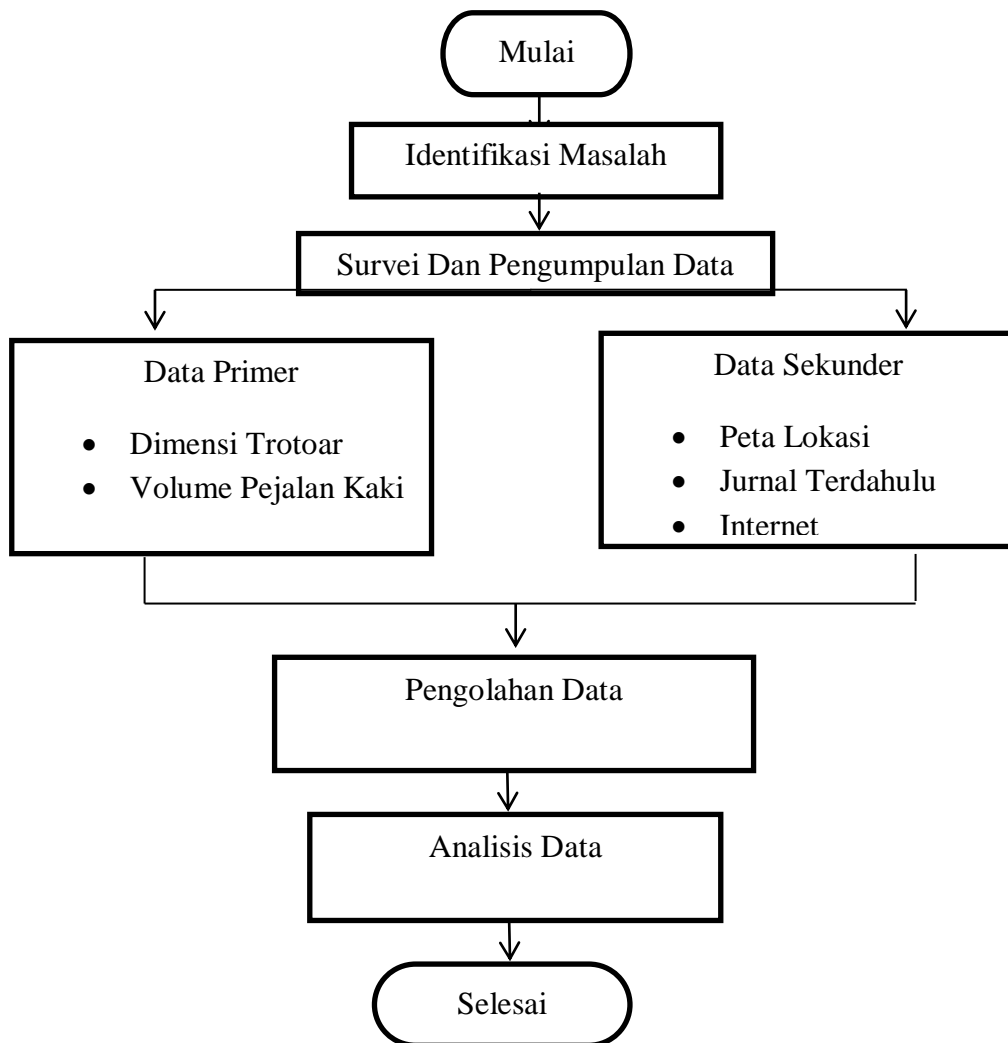 Mulai
Identifikasi Masalah
Survei Dan Pengumpulan Data
Data Primer
• Dimensi Trotoar
• Volume Pejalan Kaki
Data Sekunder
• Peta Lokasi
• Jurnal Terdahulu
• Internet
Pengolahan Data
Analisis Data
Selesai